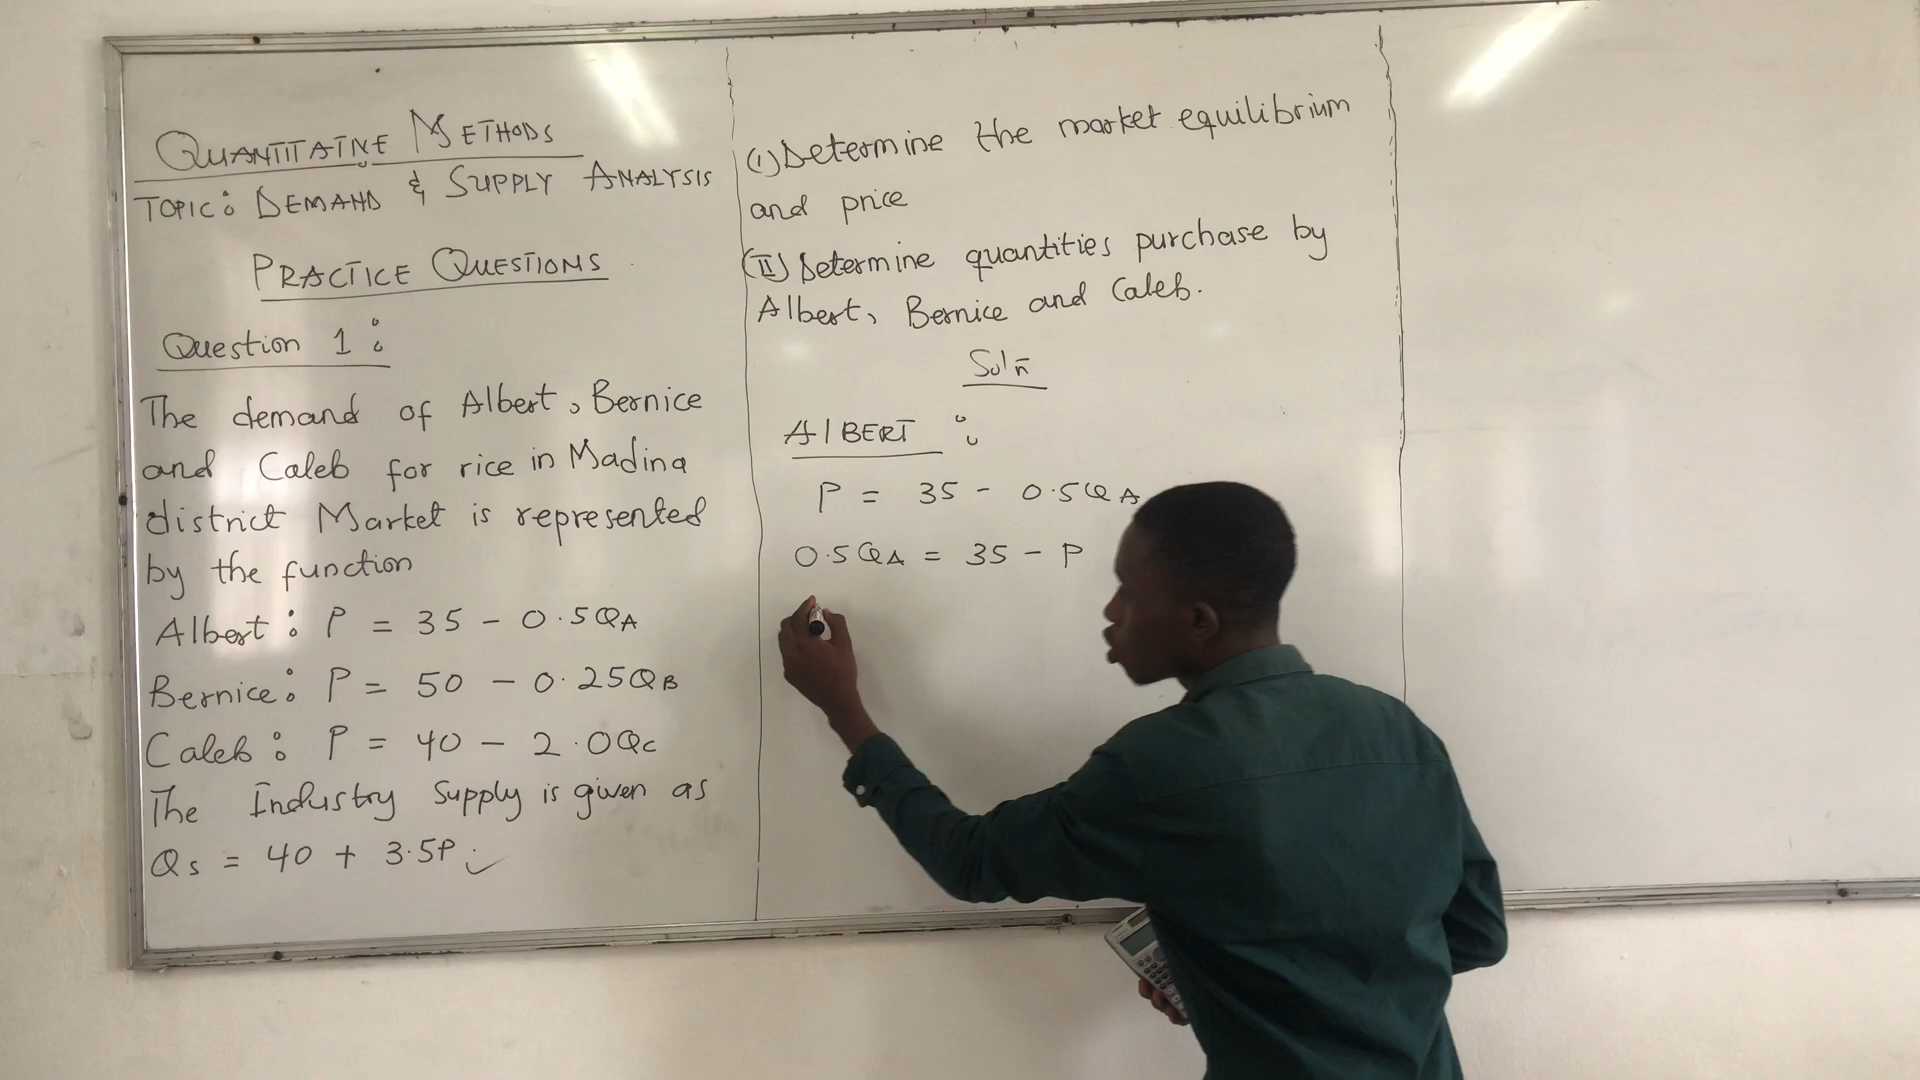 QUANTITATIVE METHODS
TOPIC: DEMAND & SUPPLY ANALYSIS
PRACTICE QUESTIONS
Question 1:
The demand of Albert, Bernice
and Caleb for rice in Madina
district Market is represented
by the function
Albert: P = 35 - 0.5QA
Bernice: P = 50 - 0.25QB
Caleb: P = 40 - 2.0Qc
The Industry Supply is given as
Qs = 40 + 3.5P.
(I) Determine the market equilibrium
and price
(II) Determine quantities purchase by
Albert, Bernice and Caleb.
Soln
AlBERT:
P = 35 - 0.5QA
0.5QA = 35 - P